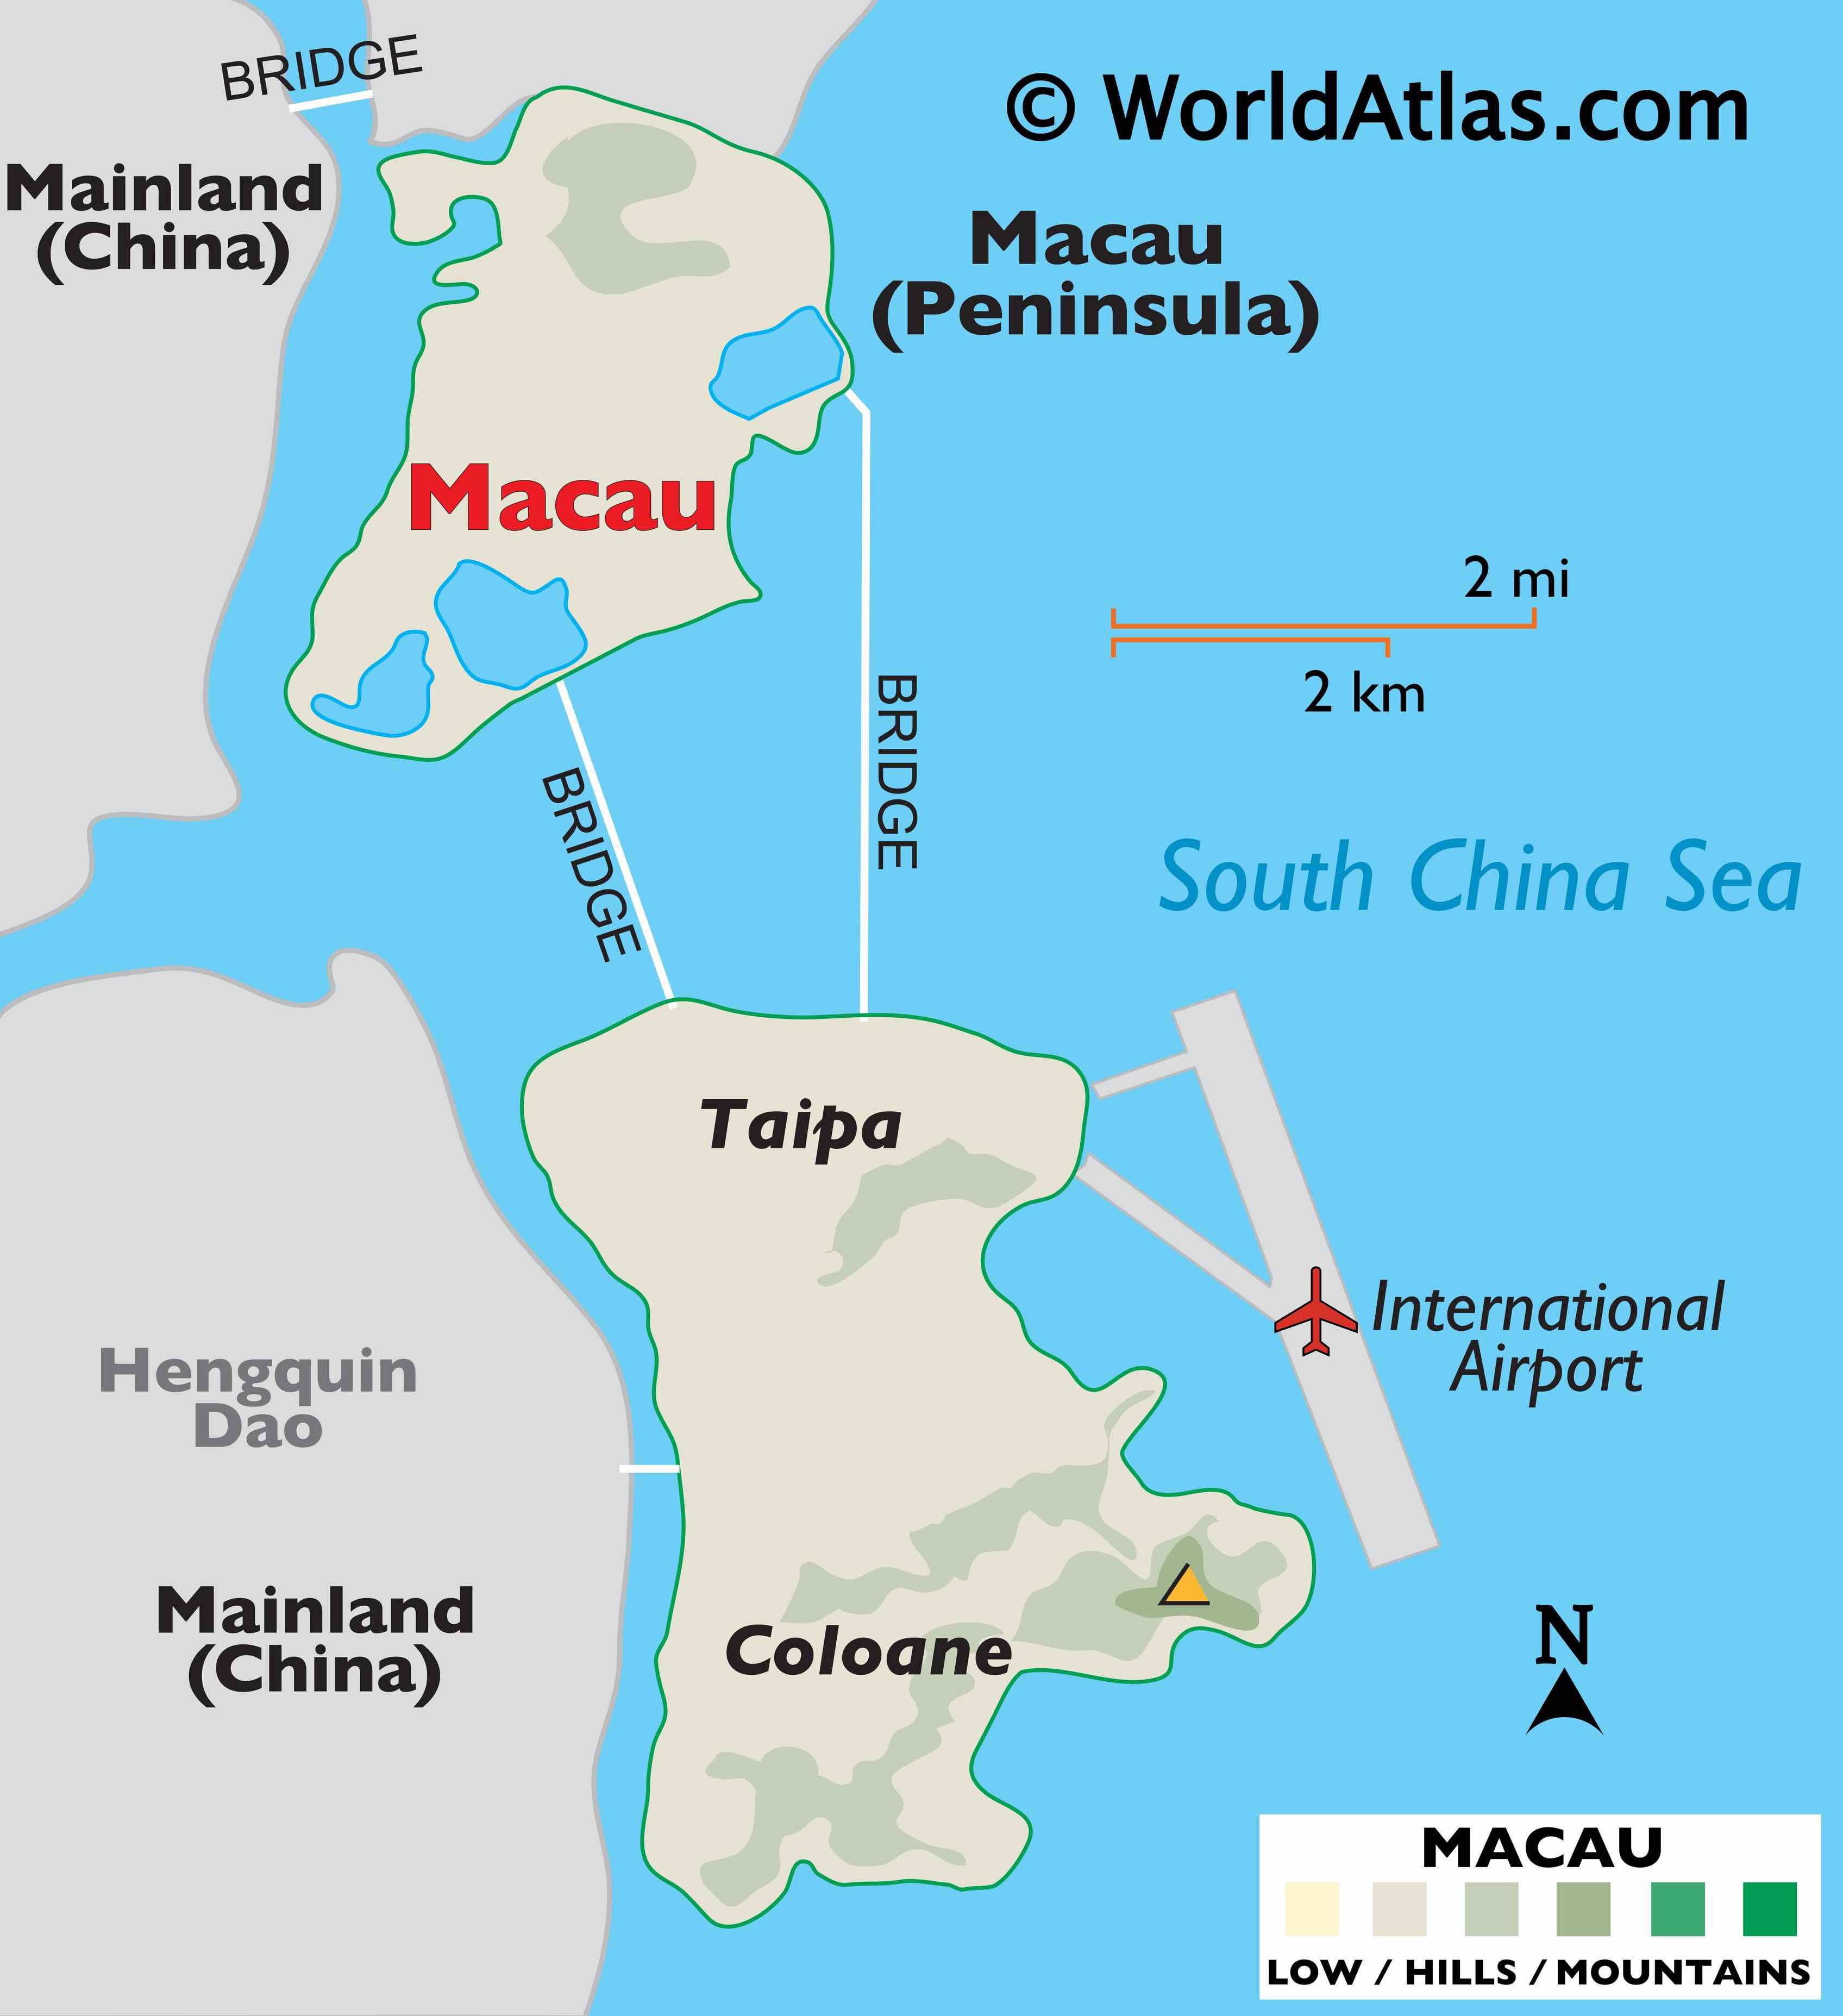 BRIDGE
© WorldAtlas.com
Mainland
(China)
Macau
(Peninsula)
Macau
2 mi
2 km
BRIDGE
BRIDGE
South China Sea
Taipa
International
Airport
Hengquin
Dao
Mainland
(China)
Coloane
N
MACAU
LOW / HILLS / MOUNTAINS